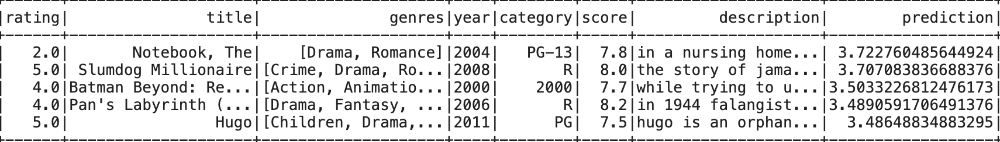 +------+--------------------+--------------------+----+--------+-----+--------------------+------------------+
|rating|               title|              genres|year|category|score|         description|        prediction|
+------+--------------------+--------------------+----+--------+-----+--------------------+------------------+
|   2.0|       Notebook, The|    [Drama, Romance]|2004|   PG-13|  7.8|in a nursing home...| 3.722760485644924|
|   5.0| Slumdog Millionaire|[Crime, Drama, Ro...|2008|       R|  8.0|the story of jama...| 3.707083836688376|
|   4.0|Batman Beyond: Re...|[Action, Animatio...|2000|    2000|  7.7|while trying to u...|3.5033226812476173|
|   4.0|Pan's Labyrinth (...|[Drama, Fantasy, ...|2006|       R|  8.2|in 1944 falangist...|3.4890591706491376|
|   5.0|                Hugo|[Children, Drama,...|2011|      PG|  7.5|hugo is an orphan...|  3.48648834883295|
+------+--------------------+--------------------+----+--------+-----+--------------------+------------------+